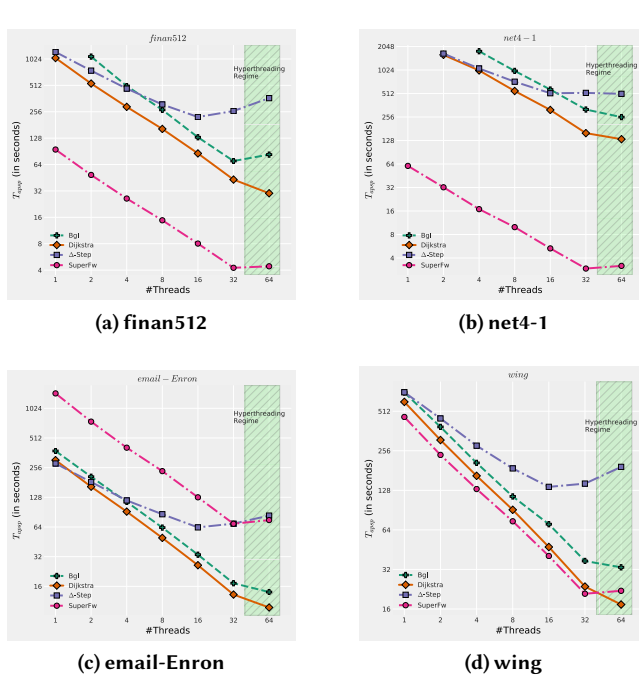 finan512
1024
512
256
128
64
32
16
8
4
T_apsp (in seconds)
Hyperthreading
Regime
Bgl
Dijkstra
Δ-Step
SuperFw
1 2 4 8 16 32 64
#Threads
(a) finan512
net4 − 1
2048
1024
512
256
128
64
32
16
8
4
T_apsp (in seconds)
Hyperthreading
Regime
Bgl
Dijkstra
Δ-Step
SuperFw
1 2 4 8 16 32 64
#Threads
(b) net4-1
email − Enron
1024
512
256
128
64
32
16
T_apsp (in seconds)
Hyperthreading
Regime
Bgl
Dijkstra
Δ-Step
SuperFw
1 2 4 8 16 32 64
#Threads
(c) email-Enron
wing
512
256
128
64
32
16
T_apsp (in seconds)
Hyperthreading
Regime
Bgl
Dijkstra
Δ-Step
SuperFw
1 2 4 8 16 32 64
#Threads
(d) wing